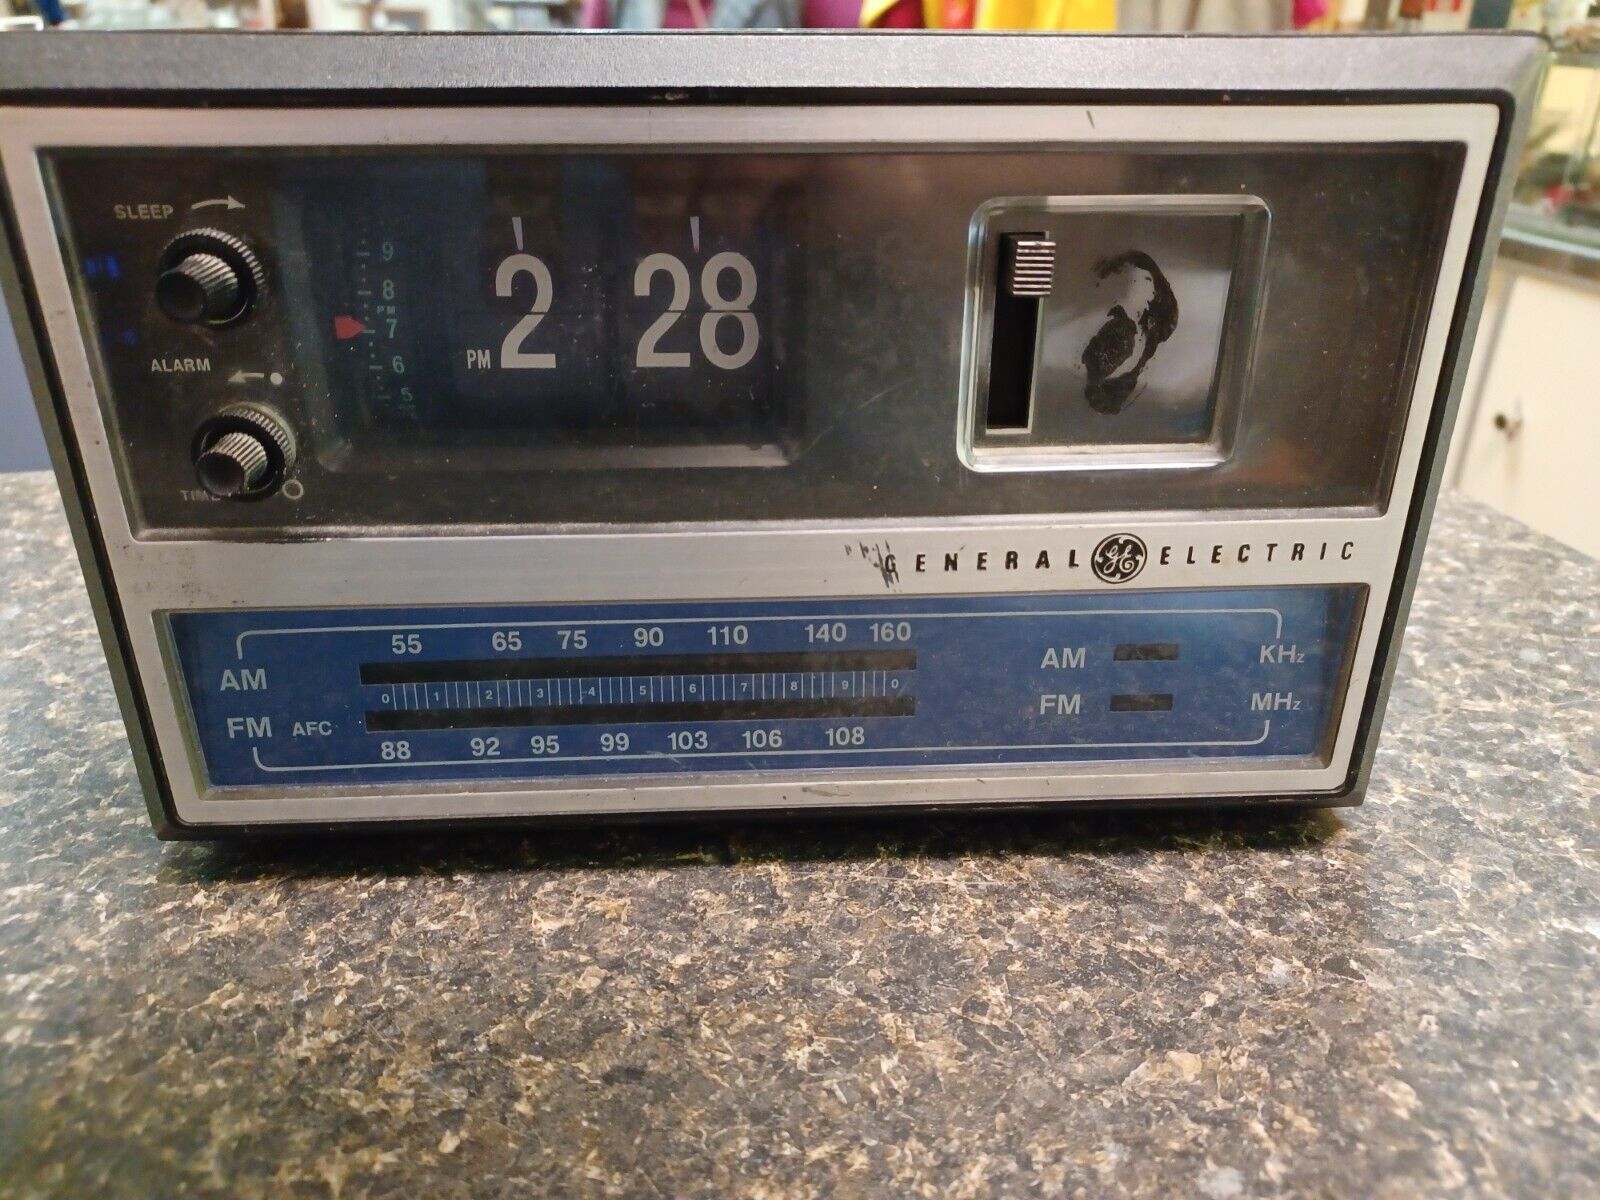 SLEEP
9
8
PM
7
6
5
PM 2 28
ALARM
TIME
GENERAL GE ELECTRIC
55 65 75 90 110 140 160
AM AM KHz
0 1 2 3 4 5 6 7 8 9 0
FM AFC FM MHz
88 92 95 99 103 106 108